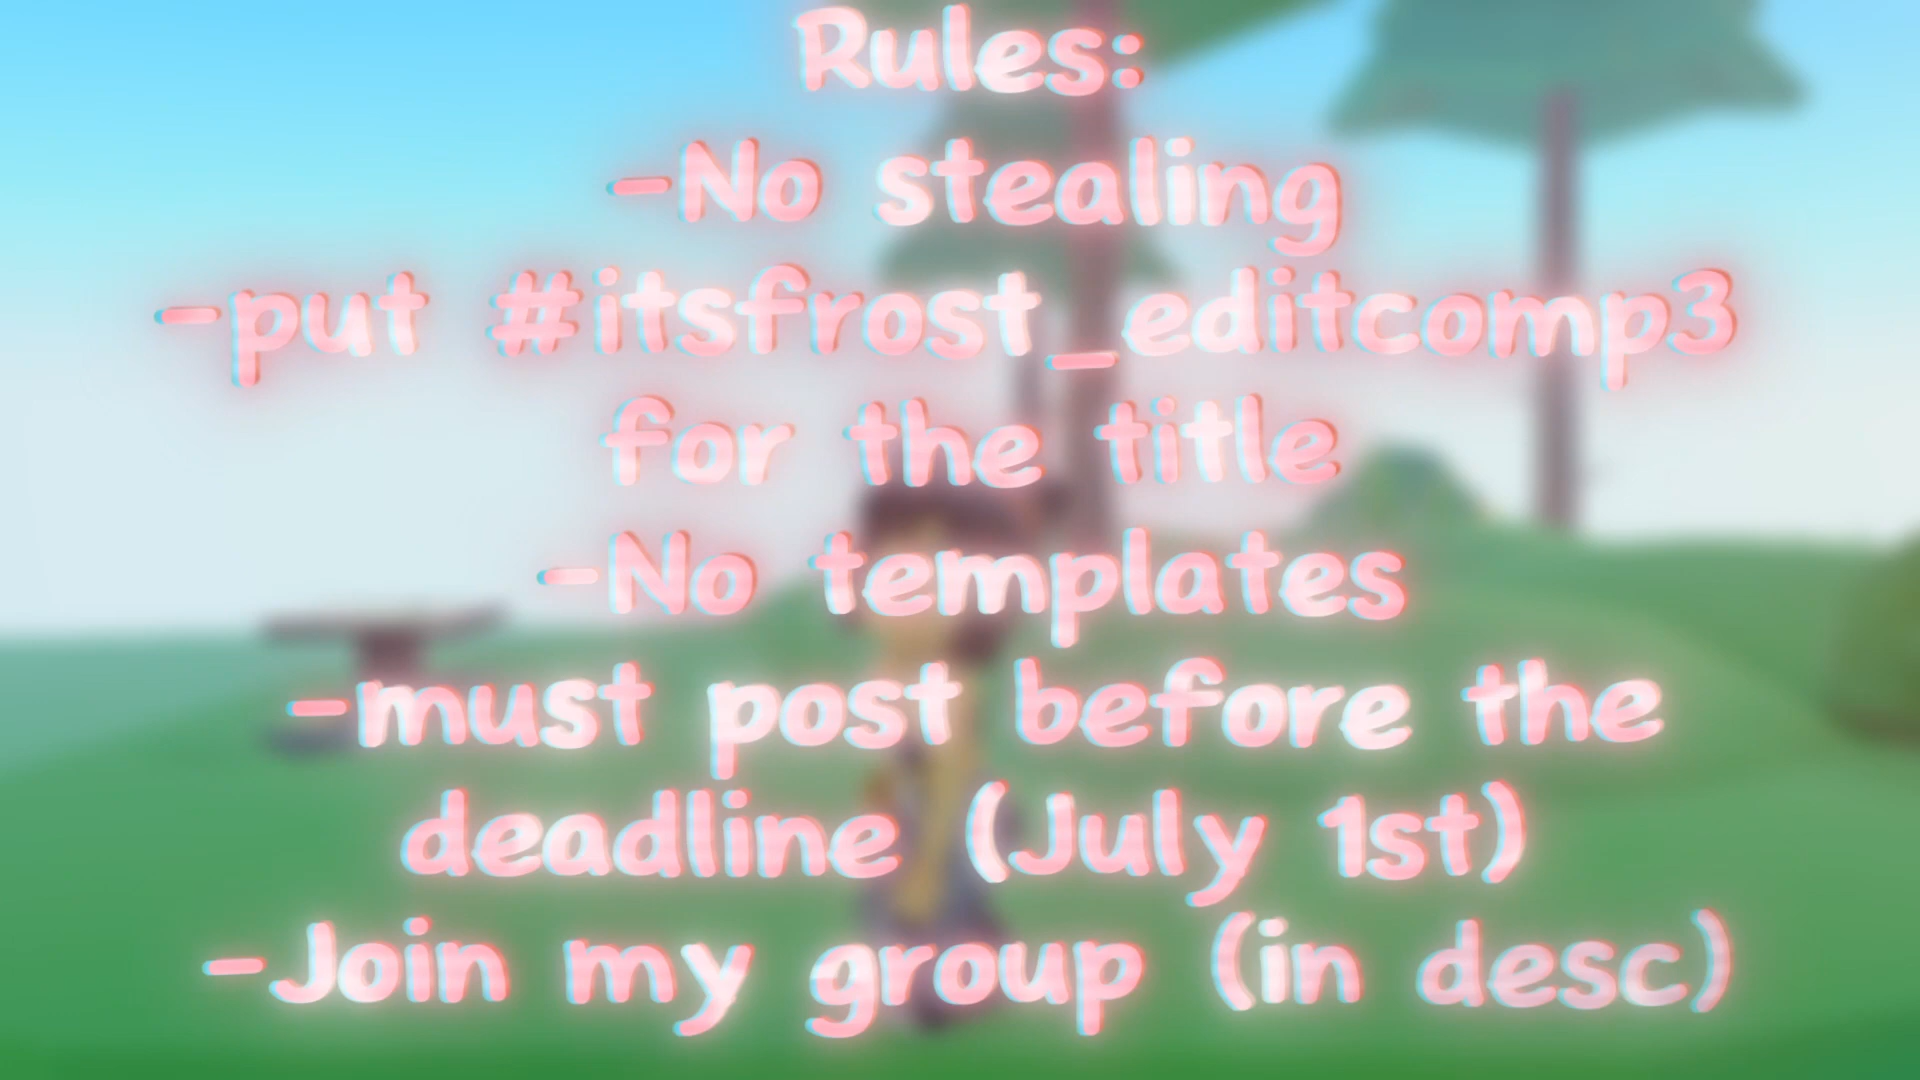 Rules:
-No stealing
-put #itsfrost_editcomp3
for the title
-No templates
-must post before the
deadline (July 1st)
-Join my group (in desc)